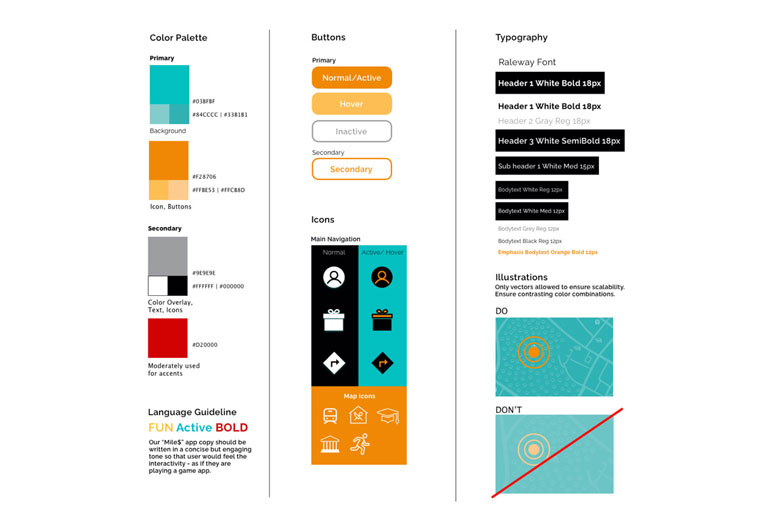 Color Palette
Primary
#03BFBF
#84CCCC | #33B1B1
Background
#F28706
#FFBE53 | #FFCB8D
Icon, Buttons
Secondary
#9E9E9E
#FFFFFF | #000000
Color Overlay,
Text, Icons
#D20000
Moderately used
for accents
Language Guideline
FUN Active BOLD
Our "Mile$" app copy should be
written in a concise but engaging
tone so that user would feel the
interactivity - as if they are
playing a game app.
Buttons
Primary
Normal/Active
Hover
Inactive
Secondary
Secondary
Icons
Main Navigation
Normal
Active/ Hover
Map Icons
Typography
Raleway Font
Header 1 White Bold 18px
Header 1 White Bold 18px
Header 2 Gray Reg 18px
Header 3 White SemiBold 18px
Sub header 1 White Med 15px
Bodytext White Reg 12px
Bodytext White Med 12px
Bodytext Grey Reg 12px
Bodytext Black Reg 12px
Emphasis Bodytext Orange Bold 12px
Illustrations
Only vectors allowed to ensure scalability.
Ensure contrasting color combinations.
DO
DON'T